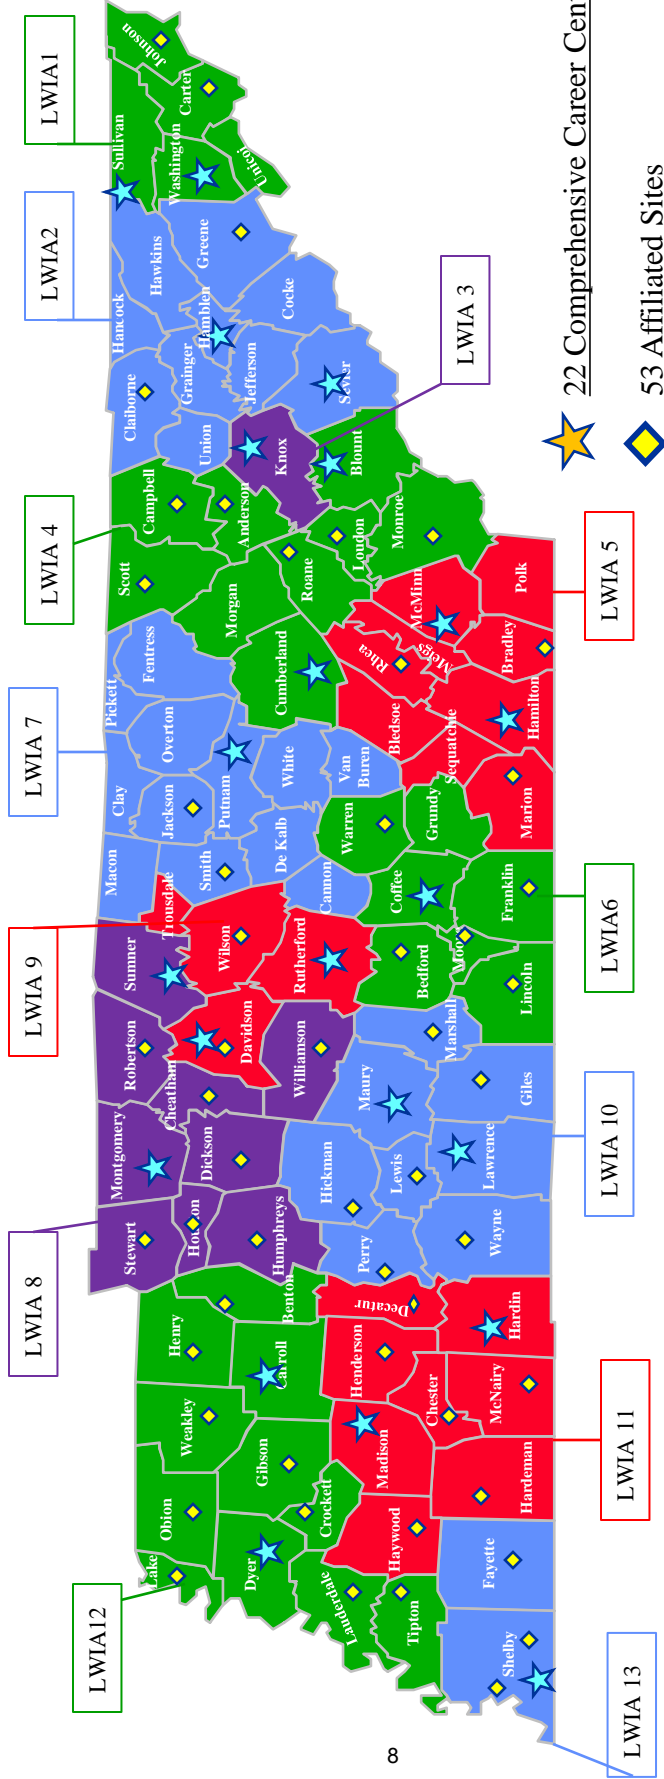 LWIA12
LWIA 8
LWIA 9
LWIA 7
LWIA 4
LWIA2
LWIA1
Lake
Obion
Weakley
Henry
Stewart
Montgomery
Robertson
Sumner
Macon
Clay
Pickett
Fentress
Scott
Campbell
Claiborne
Hancock
Hawkins
Sullivan
Johnson
Carter
Washington
Unicoi
Greene
Hamblen
Grainger
Union
Jefferson
Cocke
Sevier
Knox
Blount
Anderson
Morgan
Roane
Loudon
Monroe
Cumberland
Overton
Jackson
Putnam
White
Van
Buren
De Kalb
Smith
Trousdale
Wilson
Cannon
Rutherford
Davidson
Cheatham
Williamson
Dickson
Houston
Humphreys
Benton
Carroll
Gibson
Dyer
Crockett
Lauderdale
Tipton
Haywood
Madison
Henderson
Chester
Decatur
Perry
Hickman
Lewis
Maury
Marshall
Bedford
Coffee
Warren
Grundy
Sequatchie
Bledsoe
Rhea
Meigs
McMinn
Polk
Bradley
Hamilton
Marion
Franklin
Moore
Lincoln
Giles
Lawrence
Wayne
Hardin
McNairy
Hardeman
Fayette
Shelby
LWIA 13
LWIA 11
LWIA 10
LWIA6
LWIA 5
LWIA 3
22 Comprehensive Career Cen
53 Affiliated Sites
8